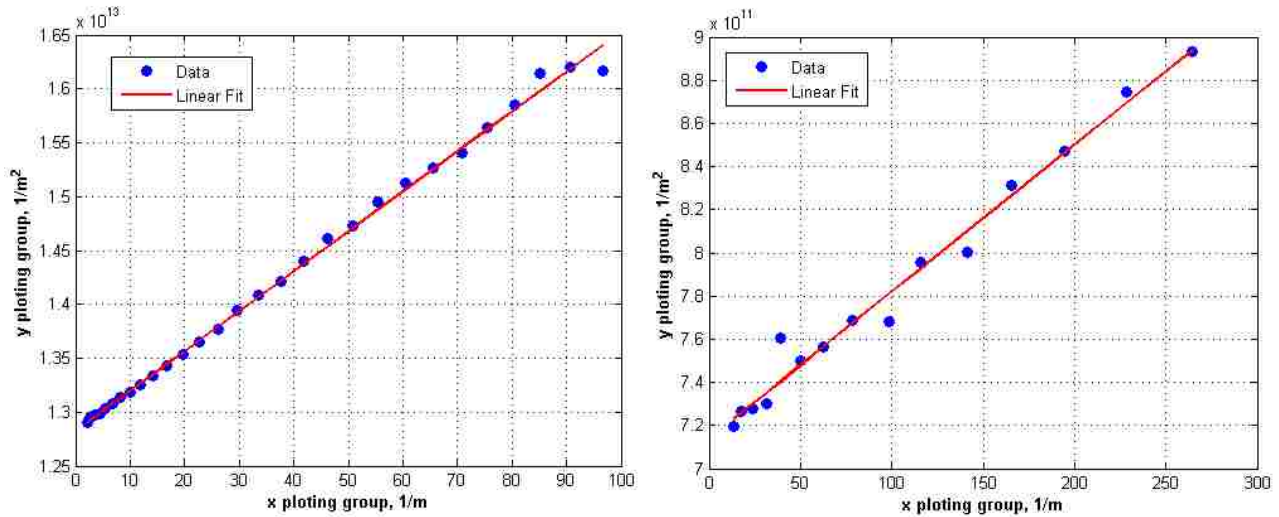 x 10^13
1.65
1.6
1.55
1.5
1.45
1.4
1.35
1.3
1.25
y ploting group, 1/m²
Data
Linear Fit
0 10 20 30 40 50 60 70 80 90 100
x ploting group, 1/m
x 10^11
9
8.8
8.6
8.4
8.2
8
7.8
7.6
7.4
7.2
7
y ploting group, 1/m²
Data
Linear Fit
0 50 100 150 200 250 300
x ploting group, 1/m